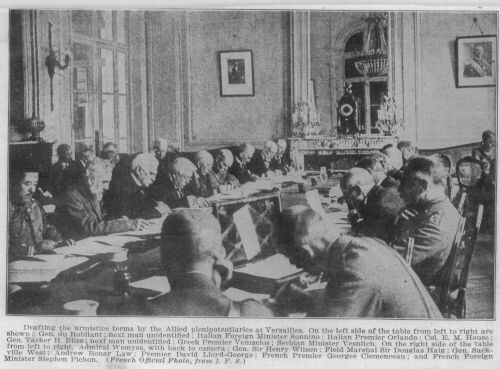 Drafting the armistice terms by the Allied plenipotentiaries at Versailles. On the left side of the table from left to right are
shown: Gen. du Robilant; next man unidentified; Italian Foreign Minister Sonnino; Italian Premier Orlando; Col. E. M. House;
Gen. Tasker H. Bliss; next man unidentified; Greek Premier Venizelos; Serbian Minister Vesnitch. On the right side of the table
from left to right, Admiral Wemyss, with back to camera; Gen. Sir Henry Wilson; Field Marshal Sir Douglas Haig; Gen. Sack-
ville West; Andrew Bonar Law; Premier David Lloyd-George; French Premier Georges Clemenceau; and French Foreign
Minister Stephen Pichon. (French Official Photo, from I. F. S.)